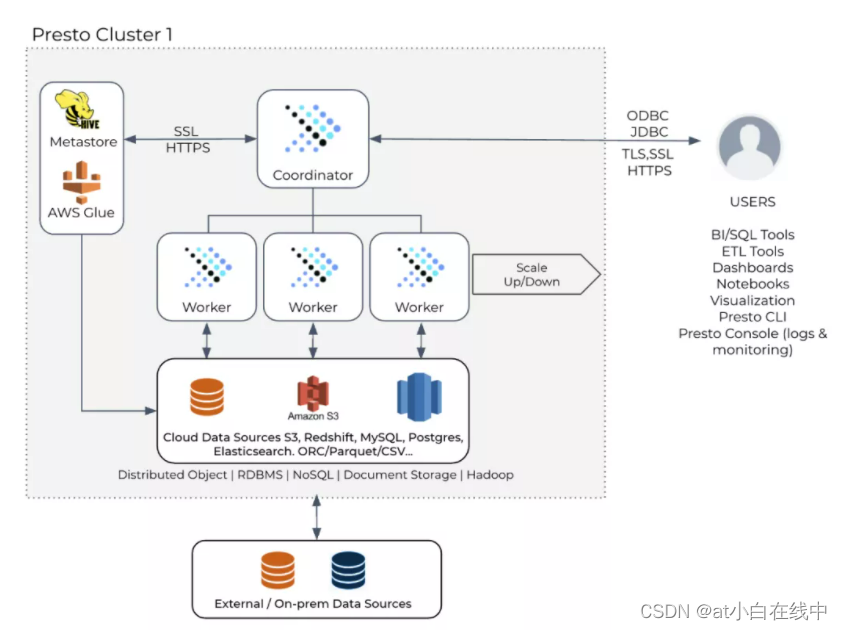 Presto Cluster 1
HIVE
Metastore
AWS Glue
SSL
HTTPS
Coordinator
ODBC
JDBC
TLS,SSL
HTTPS
USERS
BI/SQL Tools
ETL Tools
Dashboards
Notebooks
Visualization
Presto CLI
Presto Console (logs &
monitoring)
Worker
Worker
Worker
Scale
Up/Down
Amazon S3
Cloud Data Sources S3, Redshift, MySQL, Postgres,
Elasticsearch. ORC/Parquet/CSV...
Distributed Object | RDBMS | NoSQL | Document Storage | Hadoop
External / On-prem Data Sources
CSDN @at小白在线中